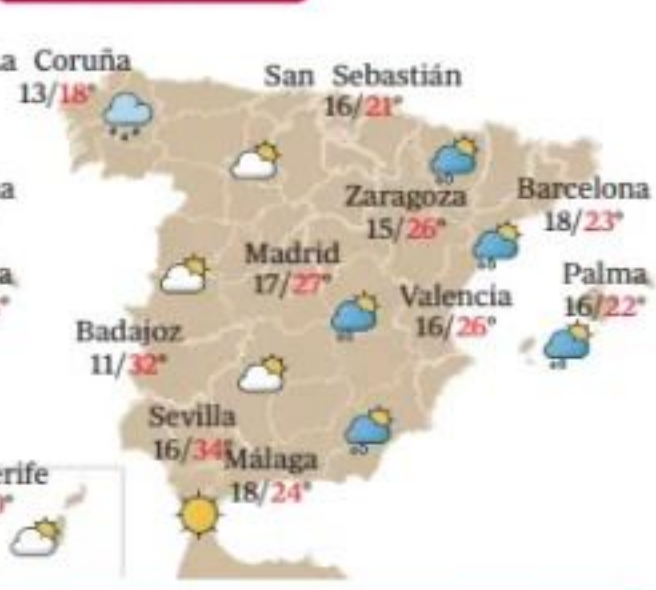 a Coruña
13/18°
San Sebastián
16/21°
a
Zaragoza
15/26°
Barcelona
18/23°
Madrid
17/27°
a
°
Valencia
16/26°
Palma
16/22°
Badajoz
11/32°
Sevilla
16/34°
Málaga
18/24°
erife
°